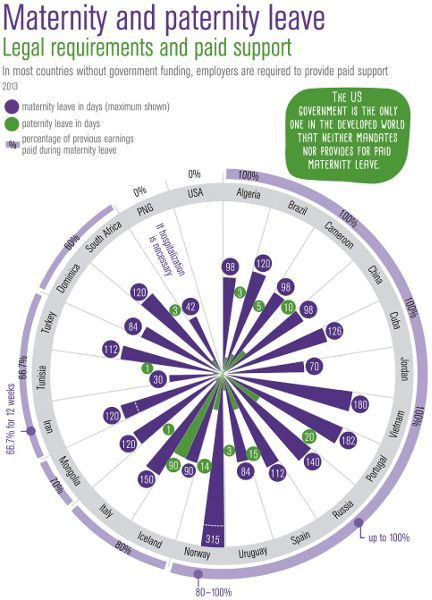 Maternity and paternity leave
Legal requirements and paid support
In most countries without government funding, employers are required to provide paid support
2013
maternity leave in days (maximum shown)
paternity leave in days
% percentage of previous earnings
paid during maternity leave
THE US
GOVERNMENT IS THE ONLY
ONE IN THE DEVELOPED WORLD
THAT NEITHER MANDATES
NOR PROVIDES FOR PAID
MATERNITY LEAVE.
0%
0%
100%
100%
100%
100%
up to 100%
80–100%
80%
70%
66.7% for 12 weeks
66.7%
60%
PNG
USA
Algeria
Brazil
Cameroon
China
Cuba
Jordan
Vietnam
Portugal
Russia
Spain
Uruguay
Norway
Iceland
Italy
Mongolia
Iran
Tunisia
Turkey
Dominica
South Africa
If hospitalization
is necessary
98
3
120
5
98
10
98
126
70
180
182
20
140
112
15
84
3
315
14
90
90
150
1
120
120
30
1
112
84
120
3
42